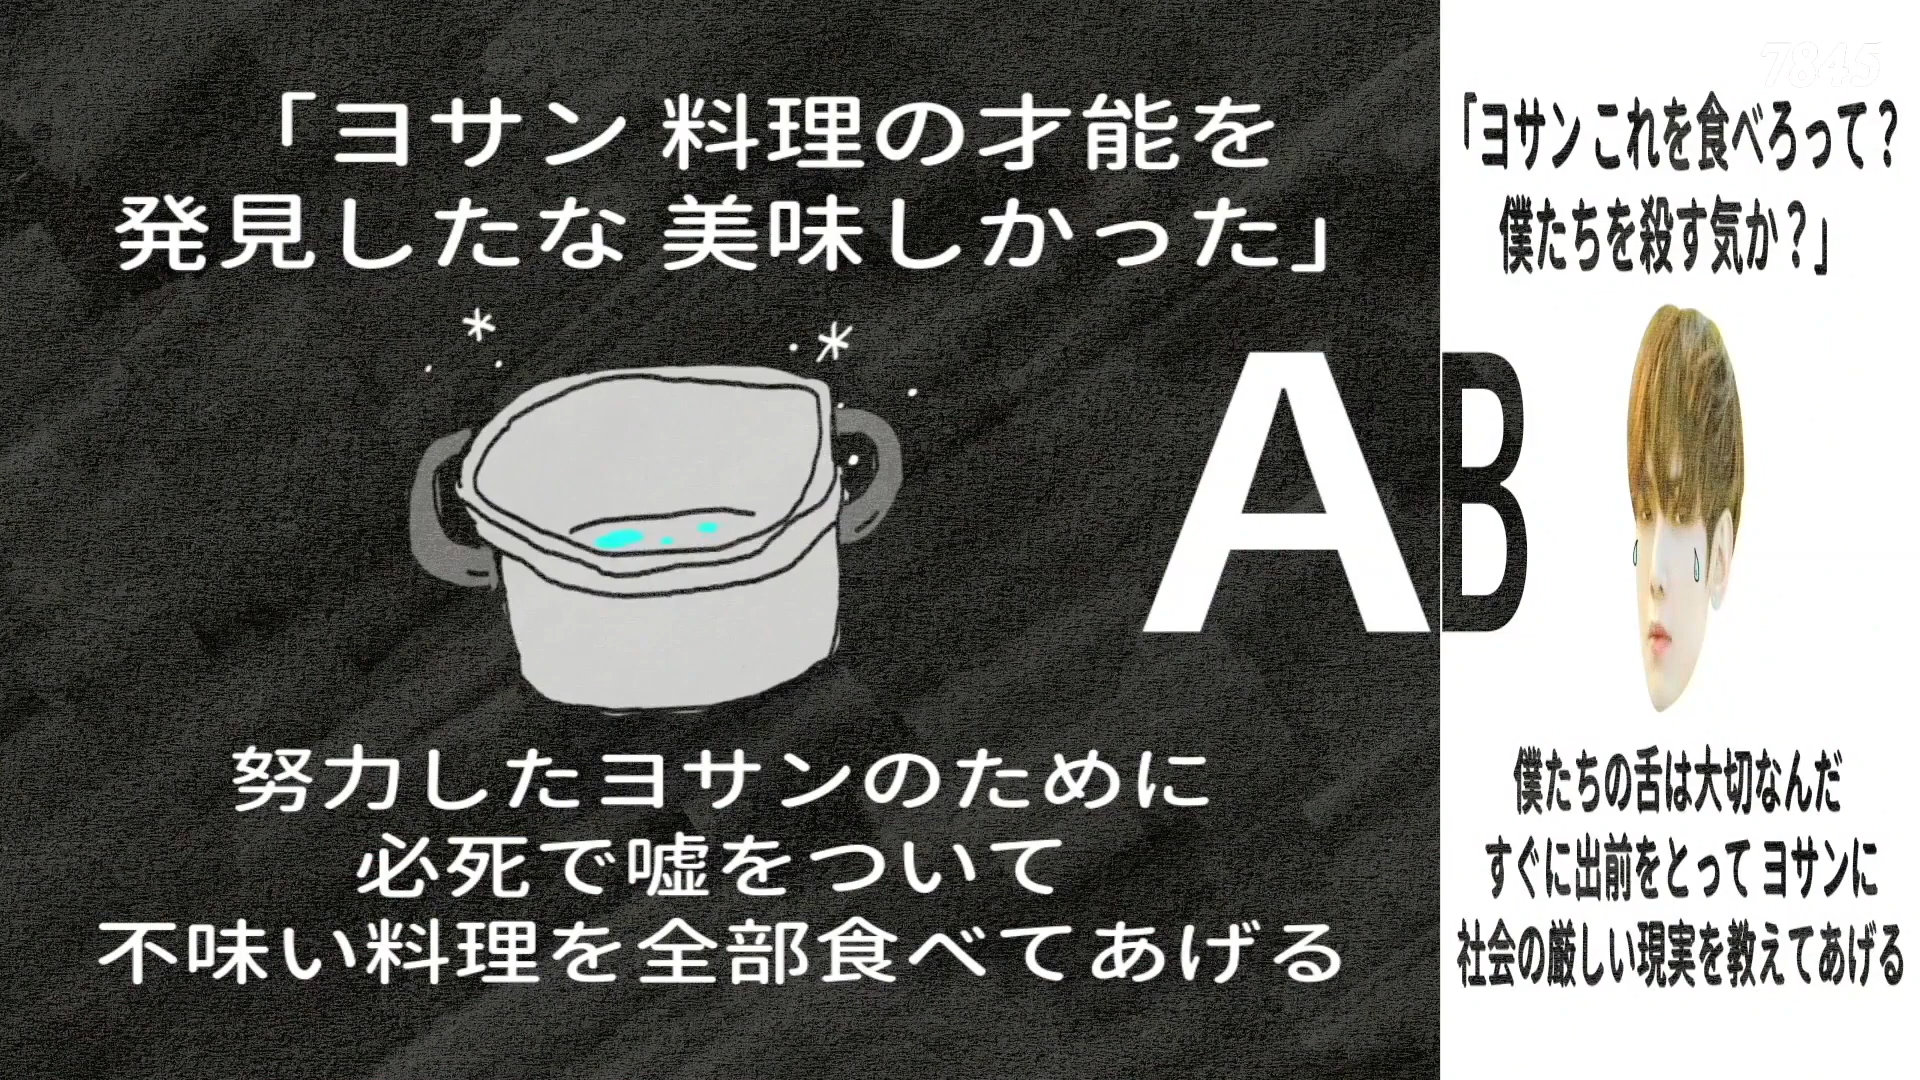 「ヨサン 料理の才能を
発見したな 美味しかった」
A
努力したヨサンのために
必死で嘘をついて
不味い料理を全部食べてあげる
7845
「ヨサン これを食べろって？
僕たちを殺す気か？」
B
僕たちの舌は大切なんだ
すぐに出前をとって ヨサンに
社会の厳しい現実を教えてあげる